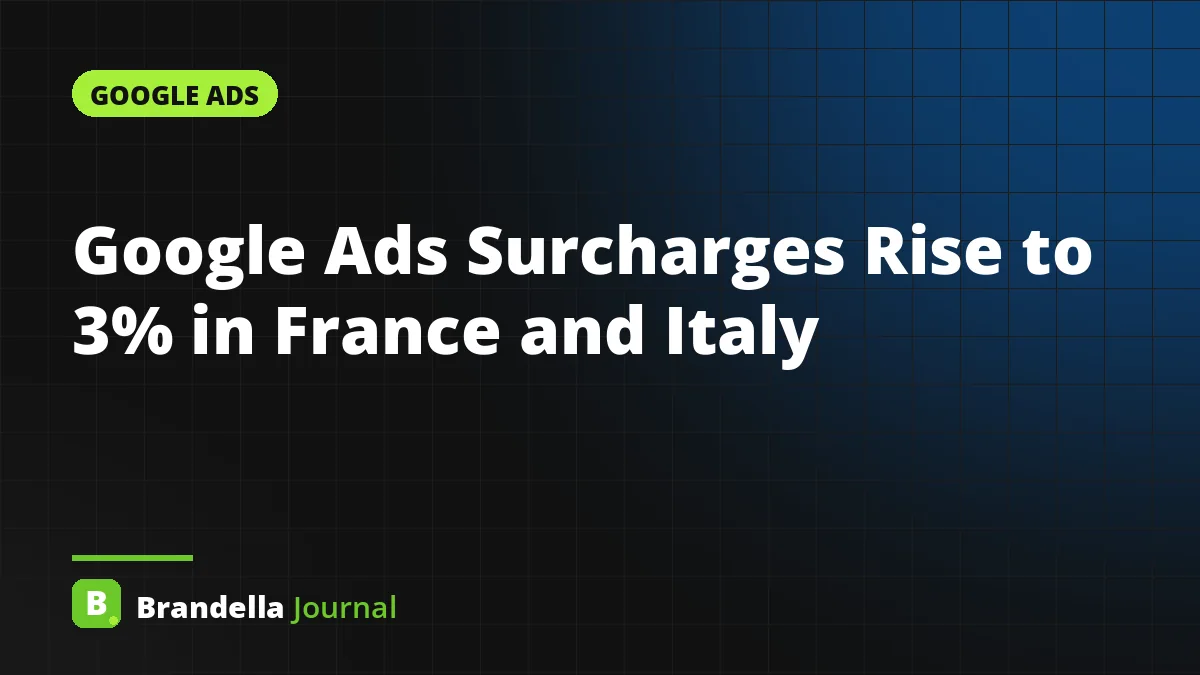 GOOGLE ADS
Google Ads Surcharges Rise to
3% in France and Italy
B
Brandella Journal